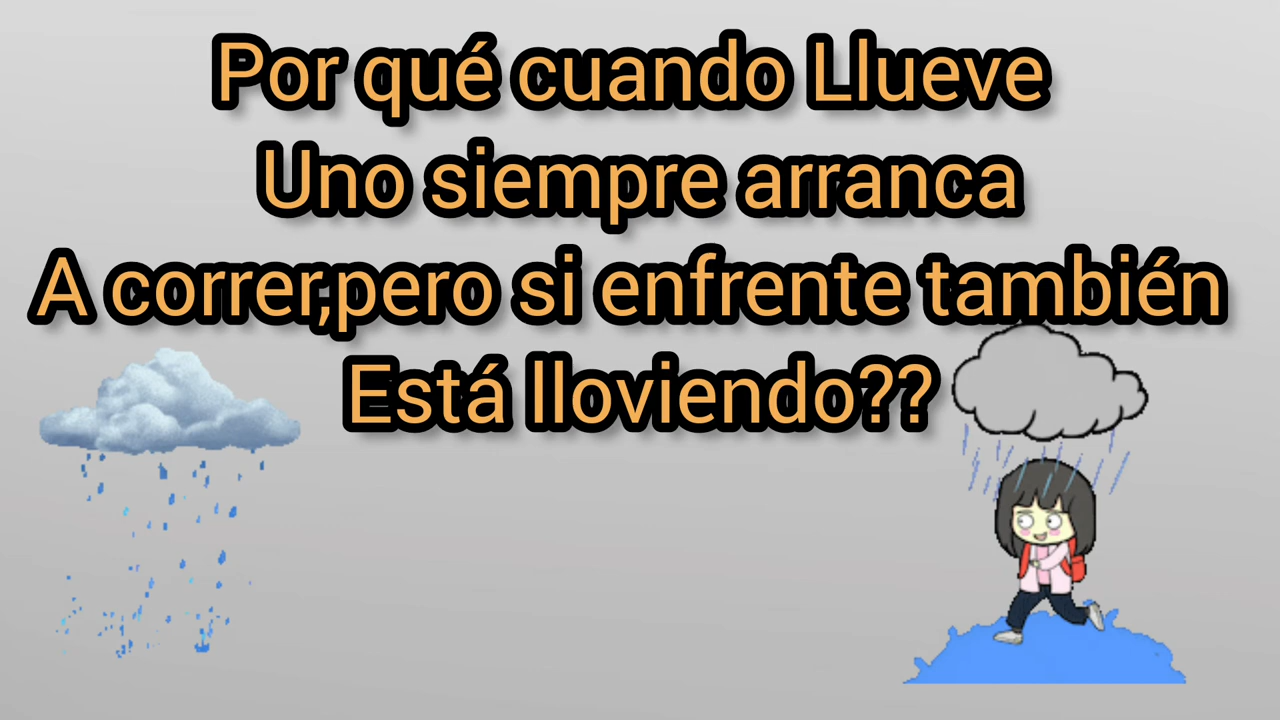 Por qué cuando Llueve
Uno siempre arranca
A correr,pero si enfrente también
Está lloviendo??